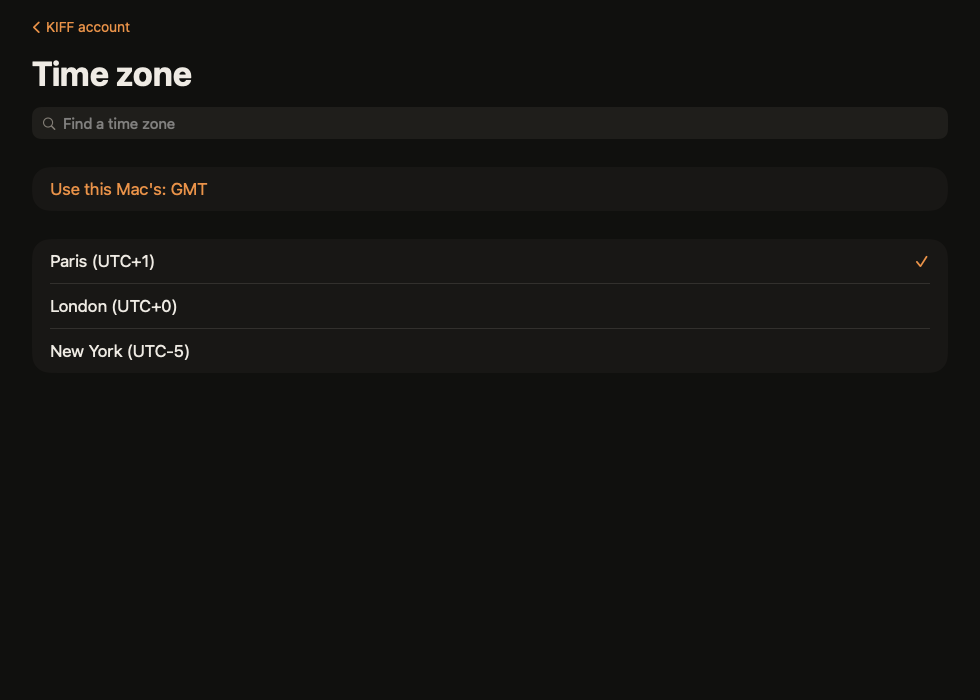 KIFF account
Time zone
Find a time zone
Use this Mac's: GMT
Paris (UTC+1)
London (UTC+0)
New York (UTC-5)